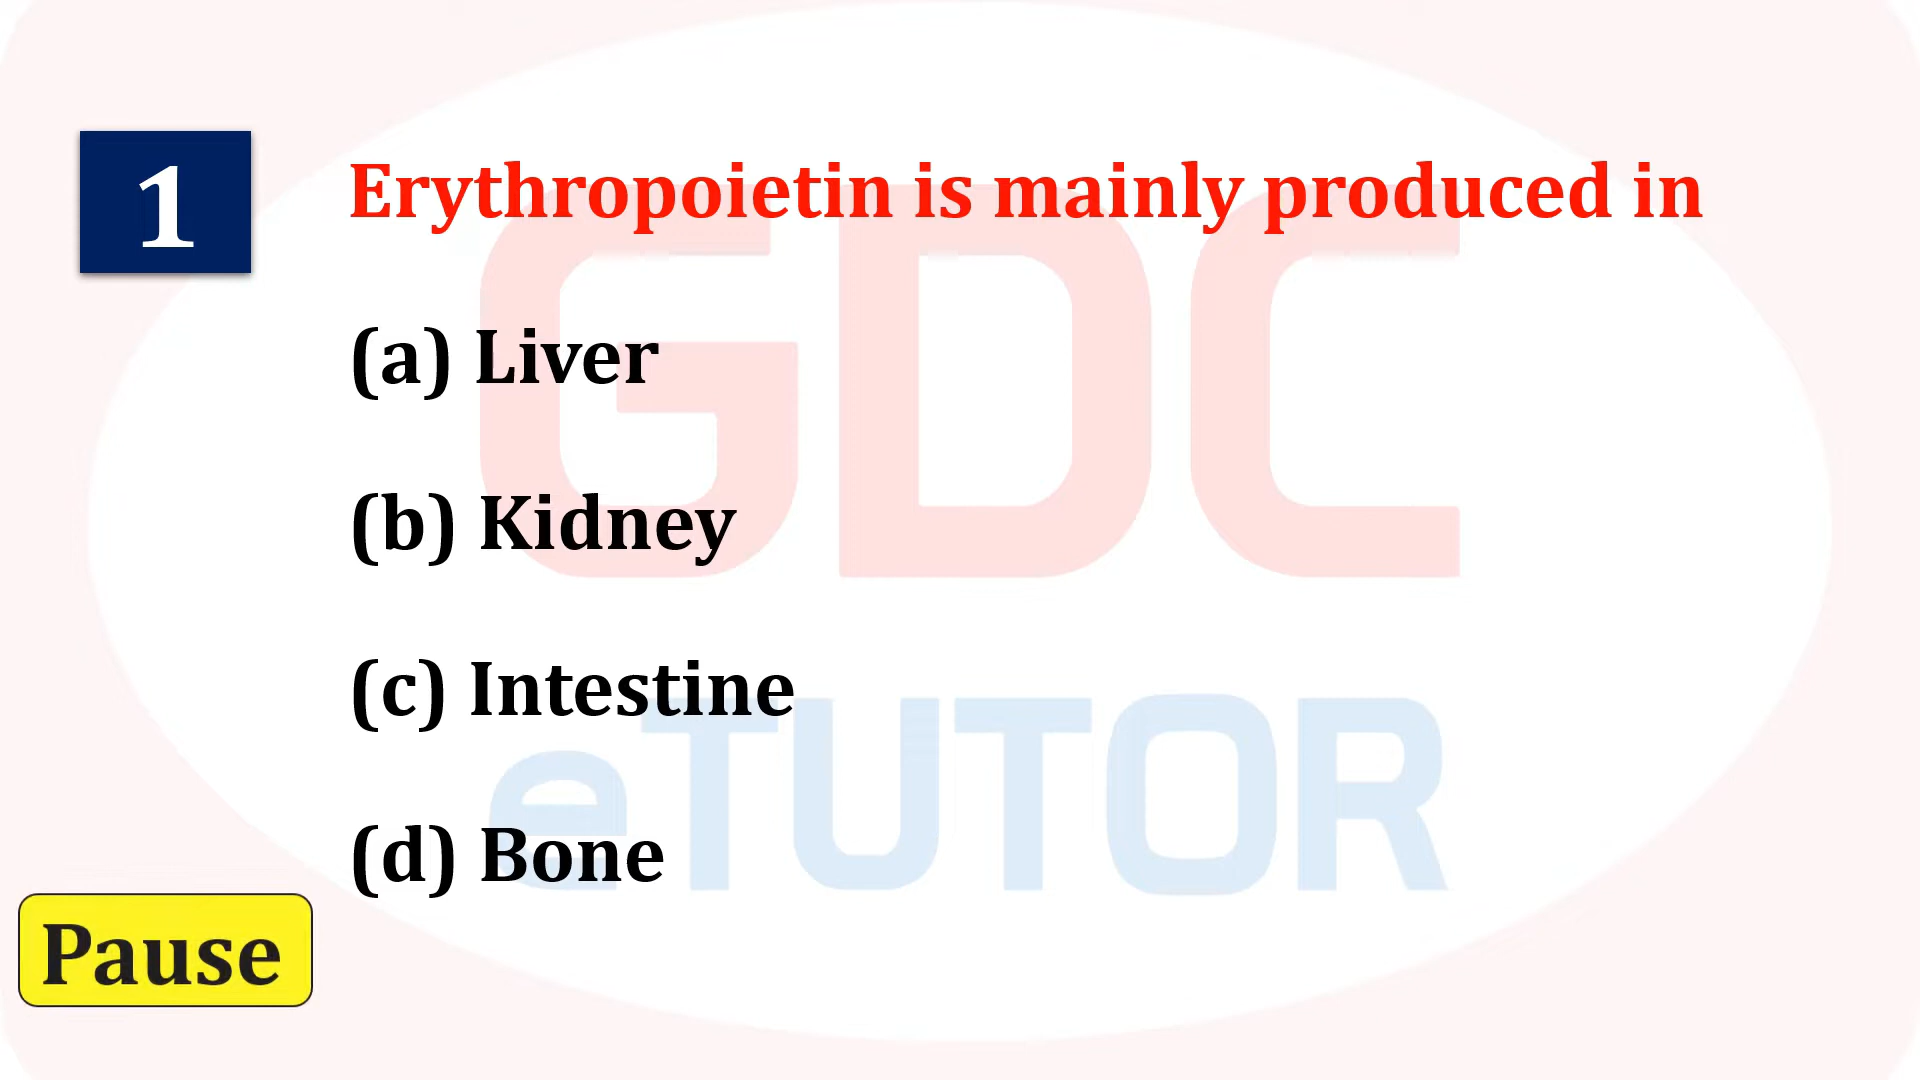 1
Erythropoietin is mainly produced in
(a) Liver
(b) Kidney
(c) Intestine
(d) Bone
Pause
GDC
eTUTOR